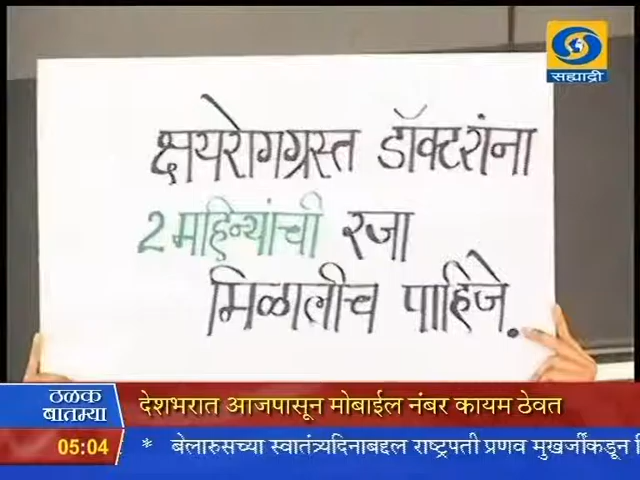 सह्याद्री
क्षयरोगग्रस्त डॉक्टरांना
2 महिन्यांची रजा
मिळालीच पाहिजे.
ठळक
बातम्या
देशभरात आजपासून मोबाईल नंबर कायम ठेवत
05:04
* बेलारुसच्या स्वातंत्र्यदिनाबद्दल राष्ट्रपती प्रणव मुखर्जींकडून